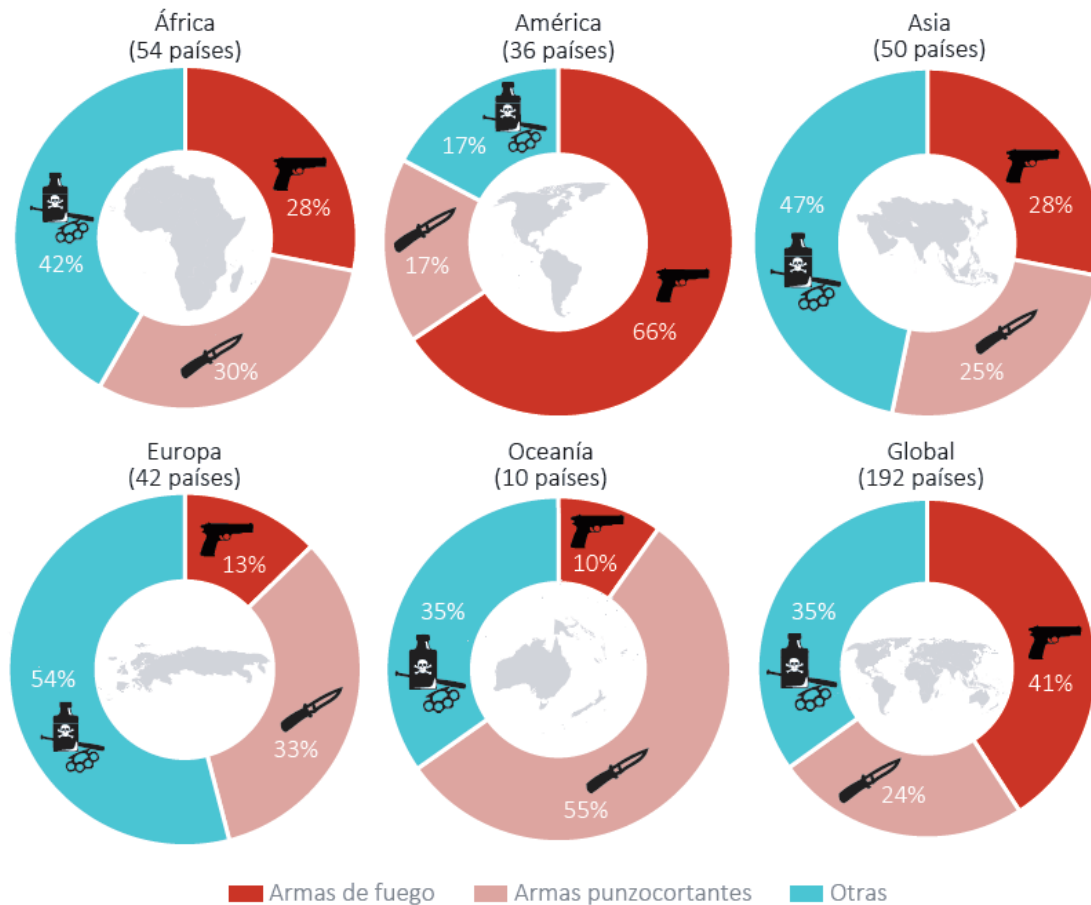 África
(54 países)
28%
30%
42%
América
(36 países)
17%
17%
66%
Asia
(50 países)
47%
28%
25%
Europa
(42 países)
13%
54%
33%
Oceanía
(10 países)
10%
35%
55%
Global
(192 países)
35%
41%
24%
Armas de fuego
Armas punzocortantes
Otras